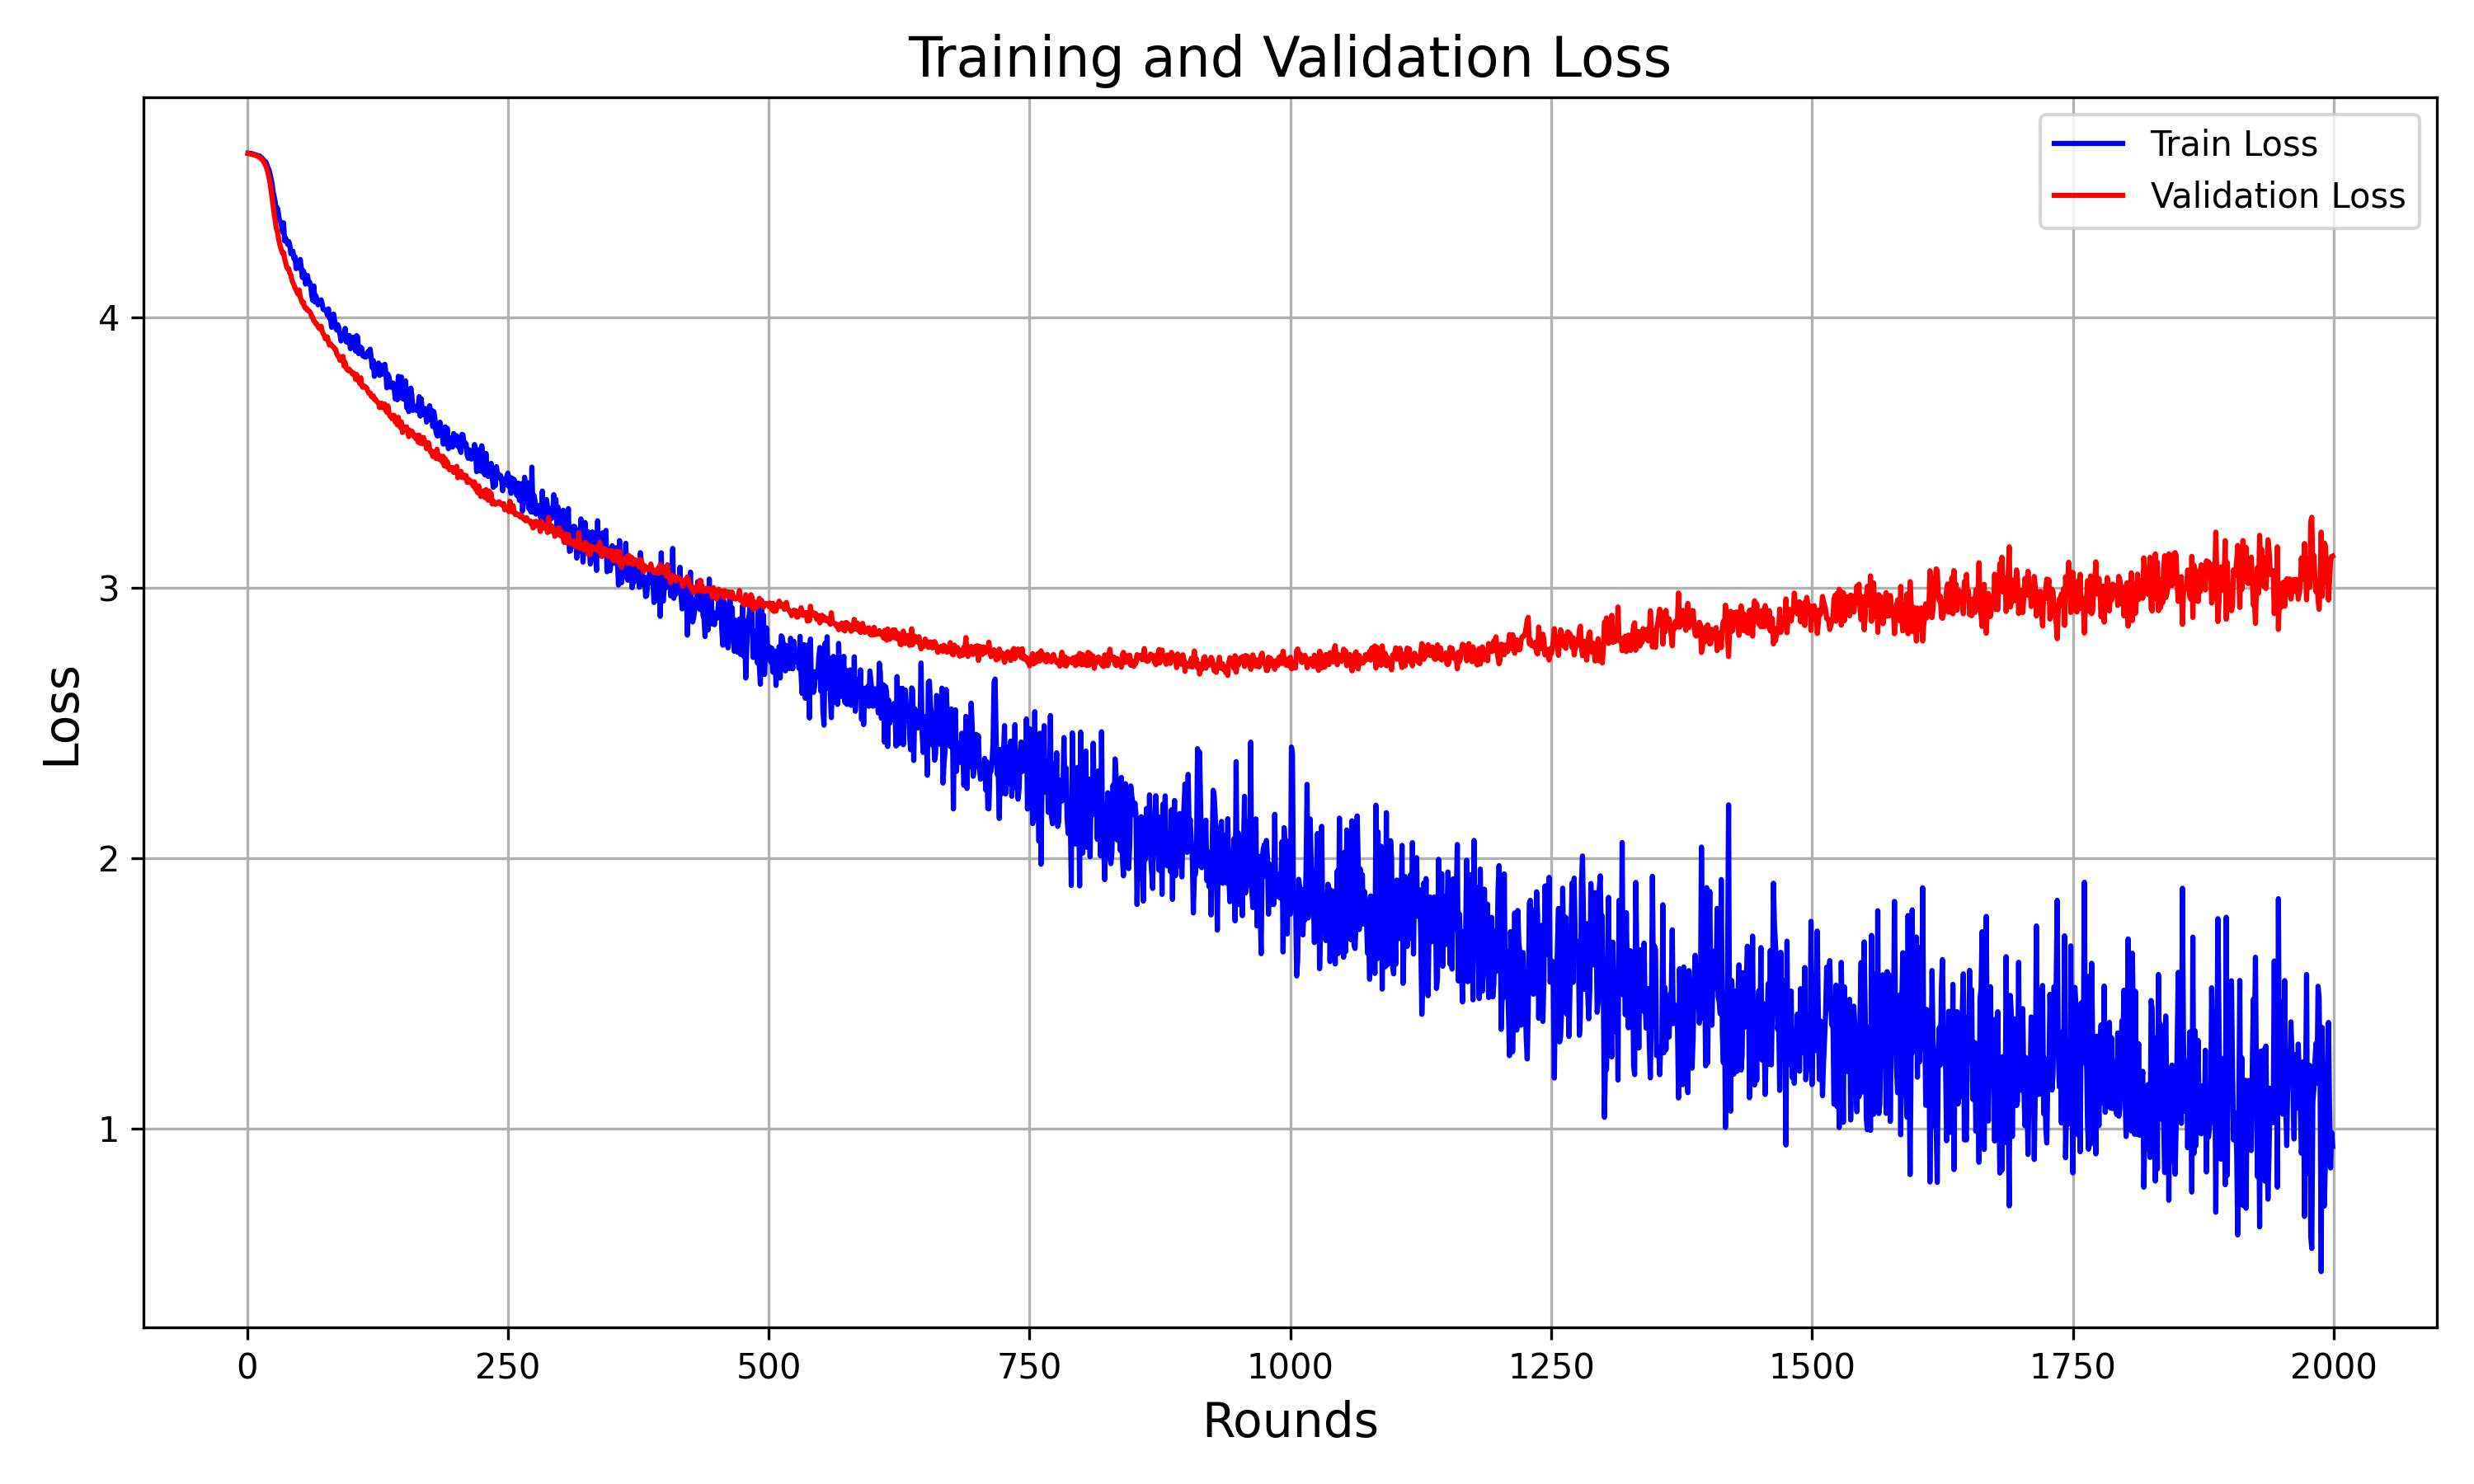 Training and Validation Loss
Train Loss
Validation Loss
Loss
4
3
2
1
0 250 500 750 1000 1250 1500 1750 2000
Rounds